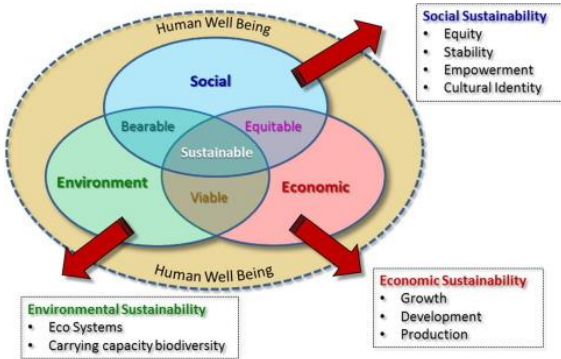 Human Well Being
Social
Bearable
Equitable
Sustainable
Environment
Economic
Viable
Human Well Being
Social Sustainability
• Equity
• Stability
• Empowerment
• Cultural Identity
Environmental Sustainability
• Eco Systems
• Carrying capacity biodiversity
Economic Sustainability
• Growth
• Development
• Production